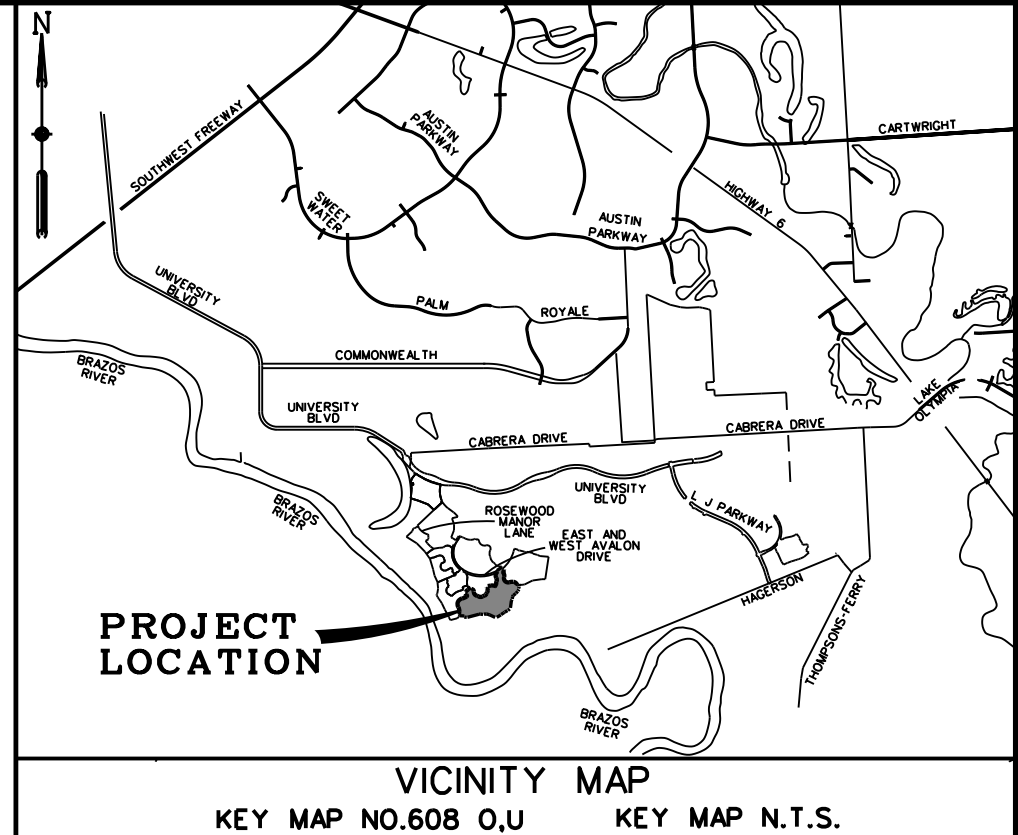 N
SOUTHWEST FREEWAY
AUSTIN
PARKWAY
CARTWRIGHT
SWEET
WATER
HIGHWAY 6
AUSTIN
PARKWAY
UNIVERSITY
BLVD
PALM
ROYALE
BRAZOS
RIVER
COMMONWEALTH
LAKE
OLYMPIA
UNIVERSITY
BLVD
CABRERA DRIVE
CABRERA DRIVE
UNIVERSITY
BLVD
BRAZOS
RIVER
ROSEWOOD
MANOR
LANE
L J PARKWAY
EAST AND
WEST AVALON
DRIVE
HAGERSON
THOMPSONS-FERRY
PROJECT
LOCATION
BRAZOS
RIVER
VICINITY MAP
KEY MAP NO.608 O,U KEY MAP N.T.S.